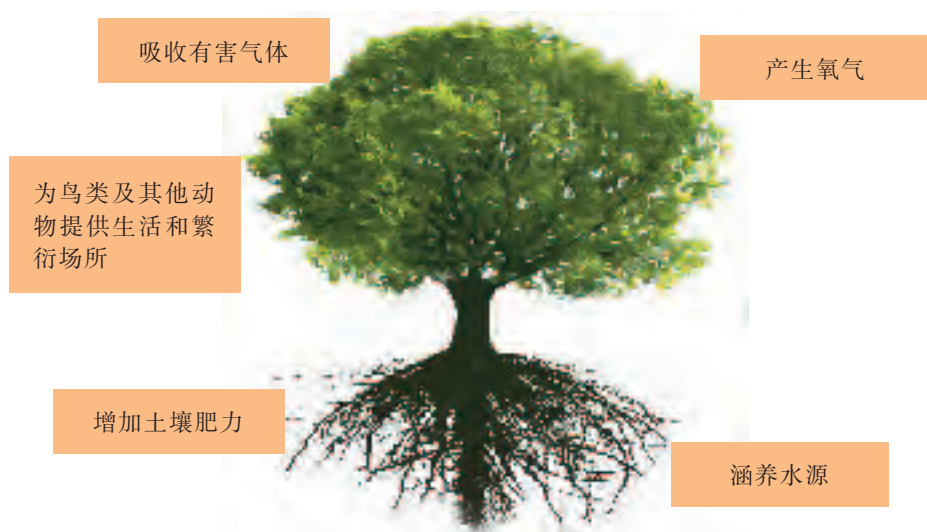 吸收有害气体
产生氧气
为鸟类及其他动
物提供生活和繁
衍场所
增加土壤肥力
涵养水源